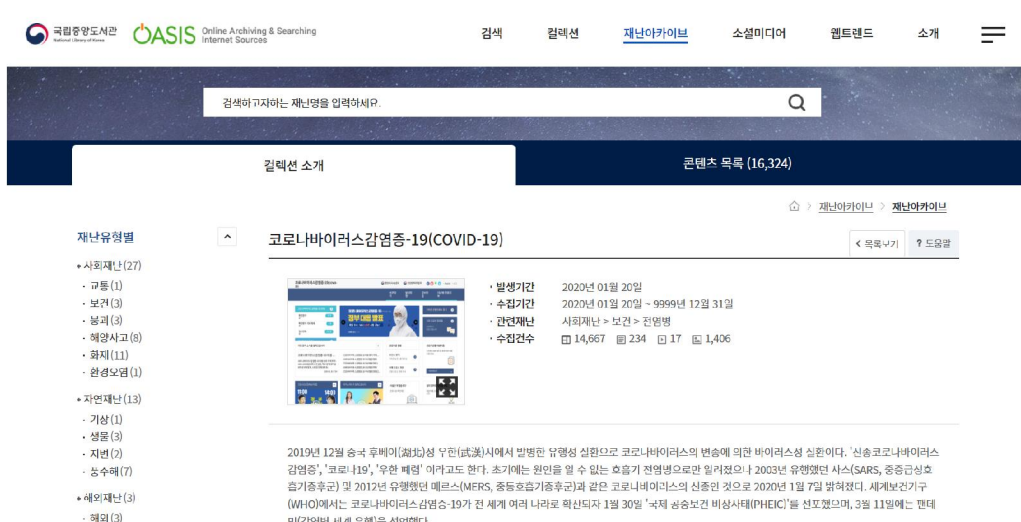 국립중앙도서관
National Library of Korea
OASIS Online Archiving & Searching
Internet Sources
검색 컬렉션 재난아카이브 소셜미디어 웹트렌드 소개
검색하고자하는 재난명을 입력하세요.
컬렉션 소개
콘텐츠 목록 (16,324)
재난아카이브 > 재난아카이브
재난유형별
사회재난(27)
교통(1)
보건(3)
붕괴(3)
해양사고(8)
화재(11)
환경오염(1)
자연재난(13)
기상(1)
생물(3)
지변(2)
풍수해(7)
해외재난(3)
해외(3)
코로나바이러스감염증-19(COVID-19)
목록보기
? 도움말
발생기간 2020년 01월 20일
수집기간 2020년 01월 20일 ~ 9999년 12월 31일
관련재난 사회재난 > 보건 > 전염병
수집건수 14,667 234 17 1,406
2019년 12월 중국 후베이(湖北)성 우한(武漢)시에서 발병한 유행성 질환으로 코로나바이러스의 변종에 의한 바이러스성 질환이다. '신종코로나바이러스
감염증', '코로나19', '우한 폐렴' 이라고도 한다. 초기에는 원인을 알 수 없는 호흡기 전염병으로만 알려졌으나 2003년 유행했던 사스(SARS, 중증급성호
흡기증후군) 및 2012년 유행했던 메르스(MERS, 중동호흡기증후군)과 같은 코로나바이러스의 신종인 것으로 2020년 1월 7일 밝혀졌다. 세계보건기구
(WHO)에서는 코로나바이러스감염증-19가 전 세계 여러 나라로 확산되자 1월 30일 '국제 공중보건 비상사태(PHEIC)'를 선포했으며, 3월 11일에는 팬데